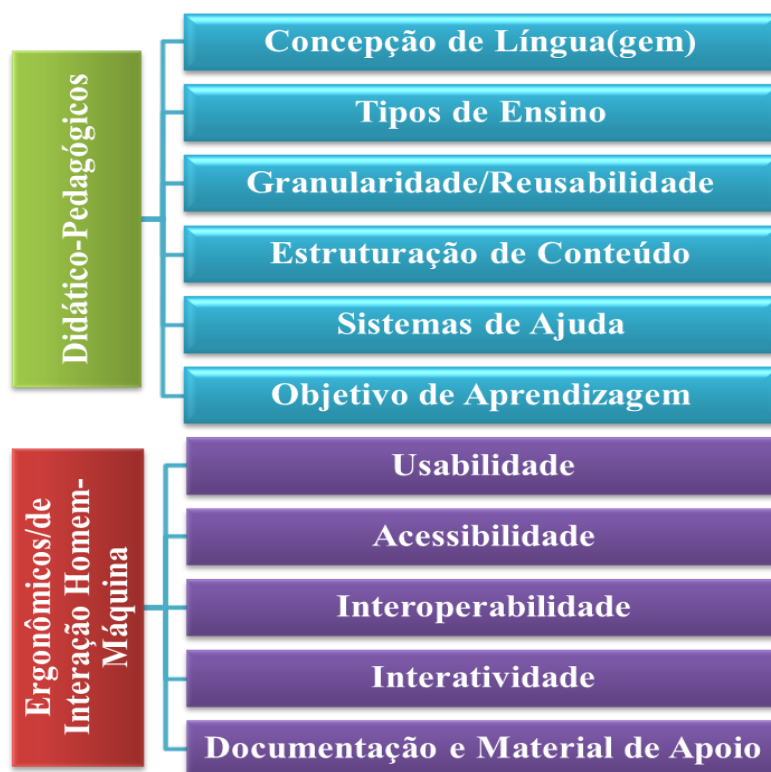 Didático-Pedagógicos
Concepção de Língua(gem)
Tipos de Ensino
Granularidade/Reusabilidade
Estruturação de Conteúdo
Sistemas de Ajuda
Objetivo de Aprendizagem
Ergonômicos/de
Interação Homem-
Máquina
Usabilidade
Acessibilidade
Interoperabilidade
Interatividade
Documentação e Material de Apoio